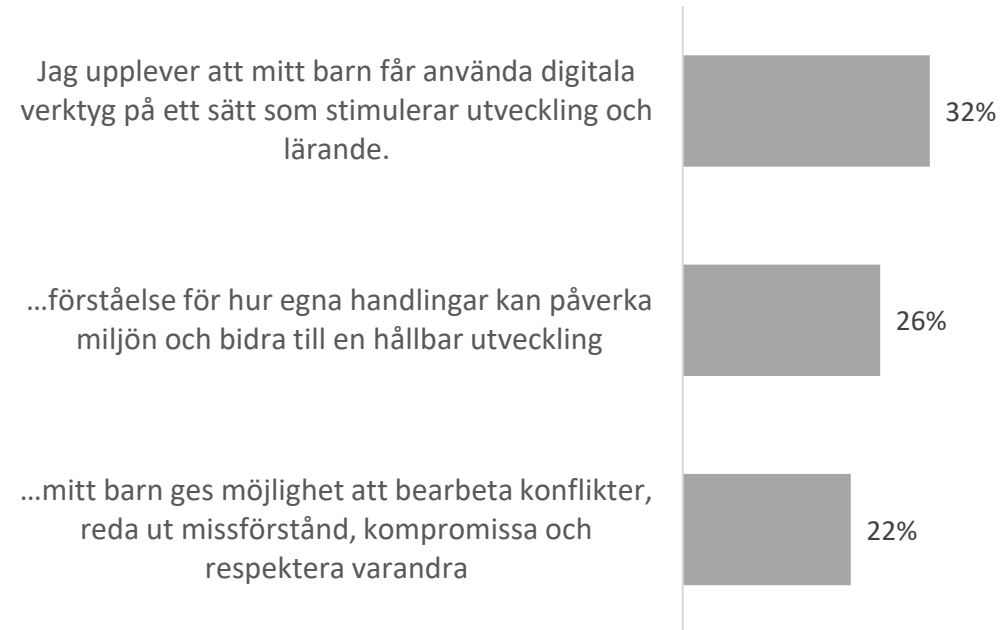 Jag upplever att mitt barn får använda digitala
verktyg på ett sätt som stimulerar utveckling och
lärande.
32%
...förståelse för hur egna handlingar kan påverka
miljön och bidra till en hållbar utveckling
26%
...mitt barn ges möjlighet att bearbeta konflikter,
reda ut missförstånd, kompromissa och
respektera varandra
22%